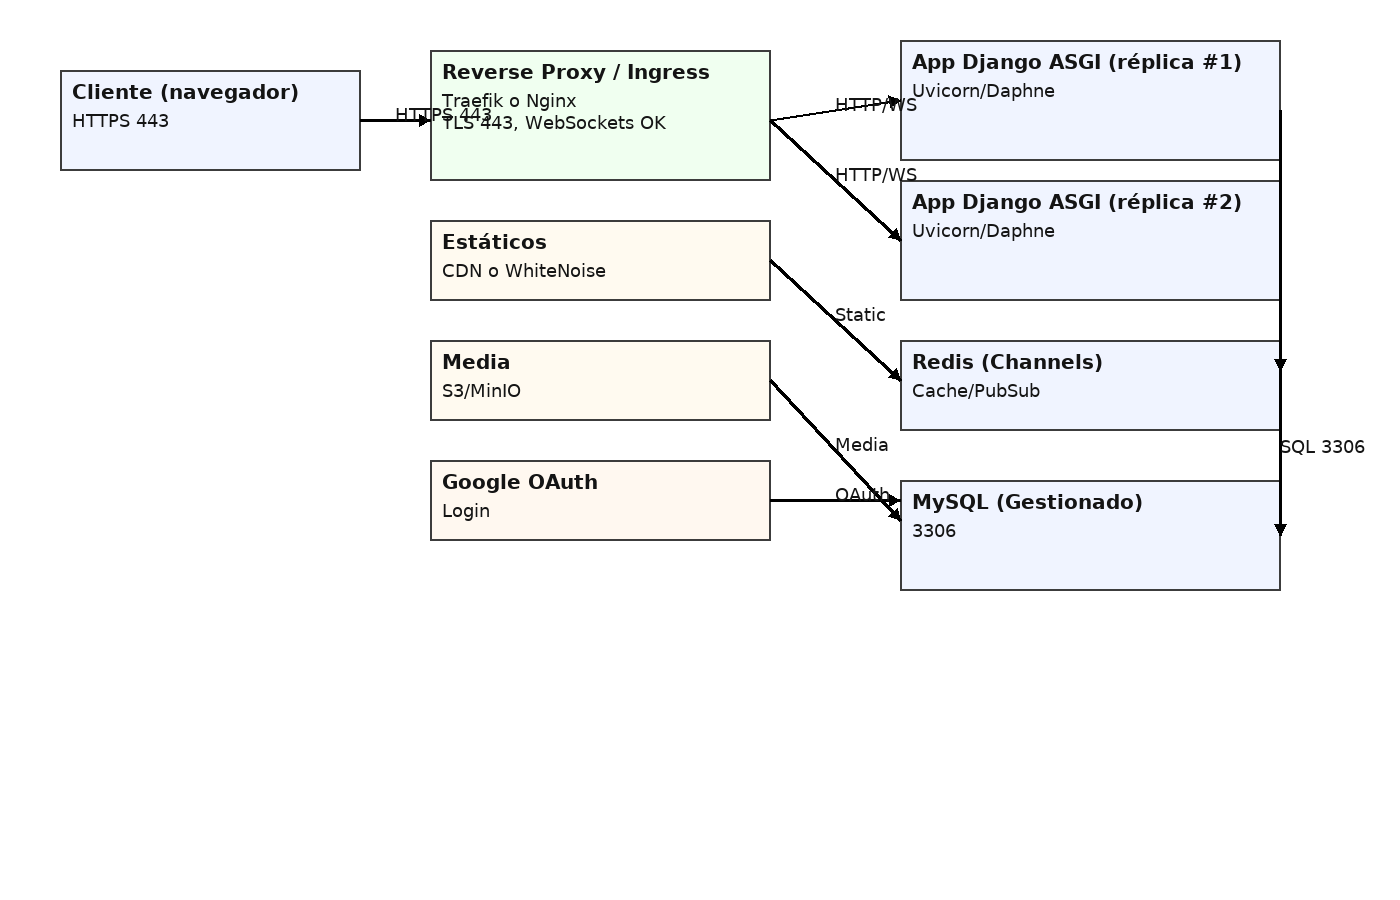 Cliente (navegador)
HTTPS 443
HTTPS 443
Reverse Proxy / Ingress
Traefik o Nginx
TLS 443, WebSockets OK
HTTP/WS
HTTP/WS
App Django ASGI (réplica #1)
Uvicorn/Daphne
App Django ASGI (réplica #2)
Uvicorn/Daphne
Estáticos
CDN o WhiteNoise
Static
Redis (Channels)
Cache/PubSub
Media
S3/MinIO
Media
SQL 3306
Google OAuth
Login
OAuth
MySQL (Gestionado)
3306